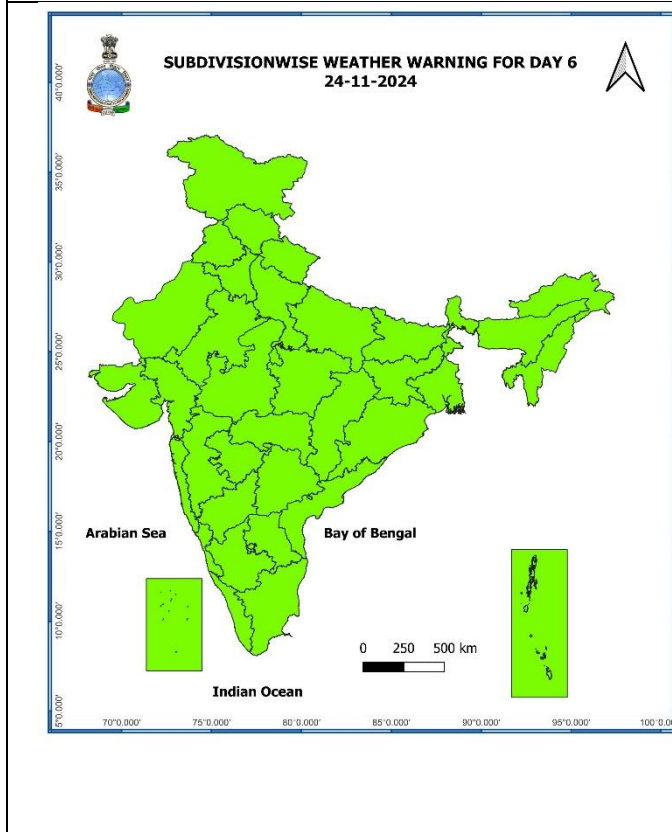 SUBDIVISIONWISE WEATHER WARNING FOR DAY 6
24-11-2024
40°0.000'
35°0.000'
30°0.000'
25°0.000'
20°0.000'
15°0.000'
10°0.000'
5°0.000'
Arabian Sea
Bay of Bengal
0 250 500 km
Indian Ocean
70°0.000' 75°0.000' 80°0.000' 85°0.000' 90°0.000' 95°0.000' 100°0.0